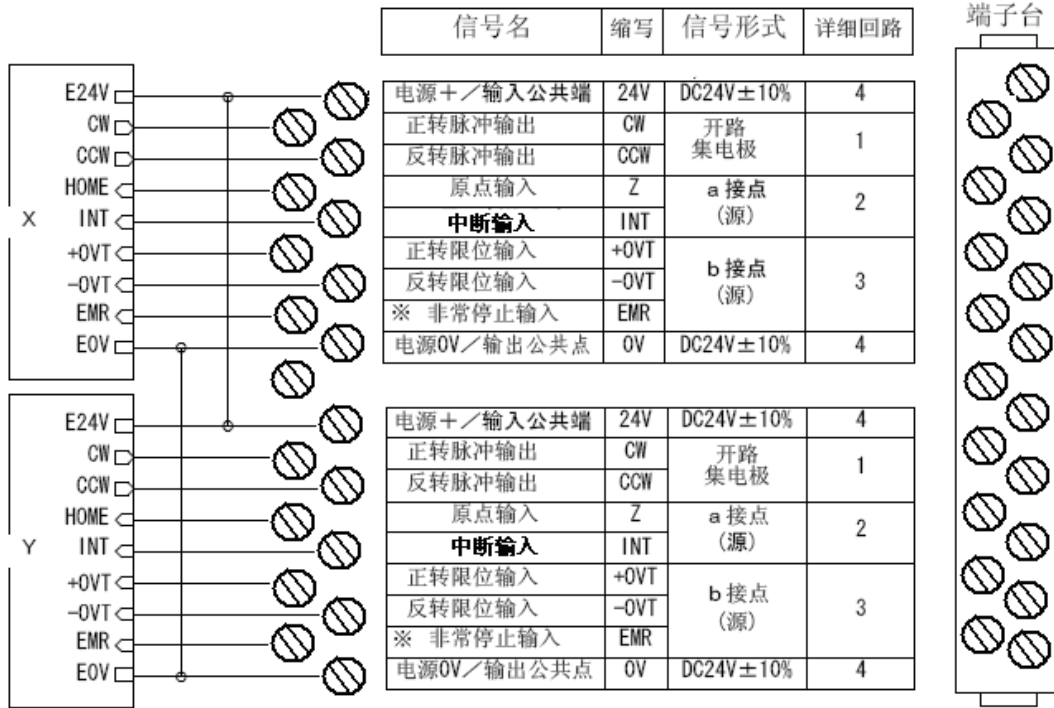 信号名 缩写 信号形式 详细回路 端子台
X
E24V 电源+／输入公共端 24V DC24V±10% 4
CW 正转脉冲输出 CW 开路集电极 1
CCW 反转脉冲输出 CCW
HOME 原点输入 Z a 接点（源） 2
INT 中断输入 INT
+OVT 正转限位输入 +OVT b 接点（源） 3
-OVT 反转限位输入 -OVT
EMR ※ 非常停止输入 EMR
E0V 电源0V／输出公共点 0V DC24V±10% 4
Y
E24V 电源+／输入公共端 24V DC24V±10% 4
CW 正转脉冲输出 CW 开路集电极 1
CCW 反转脉冲输出 CCW
HOME 原点输入 Z a 接点（源） 2
INT 中断输入 INT
+OVT 正转限位输入 +OVT b 接点（源） 3
-OVT 反转限位输入 -OVT
EMR ※ 非常停止输入 EMR
E0V 电源0V／输出公共点 0V DC24V±10% 4